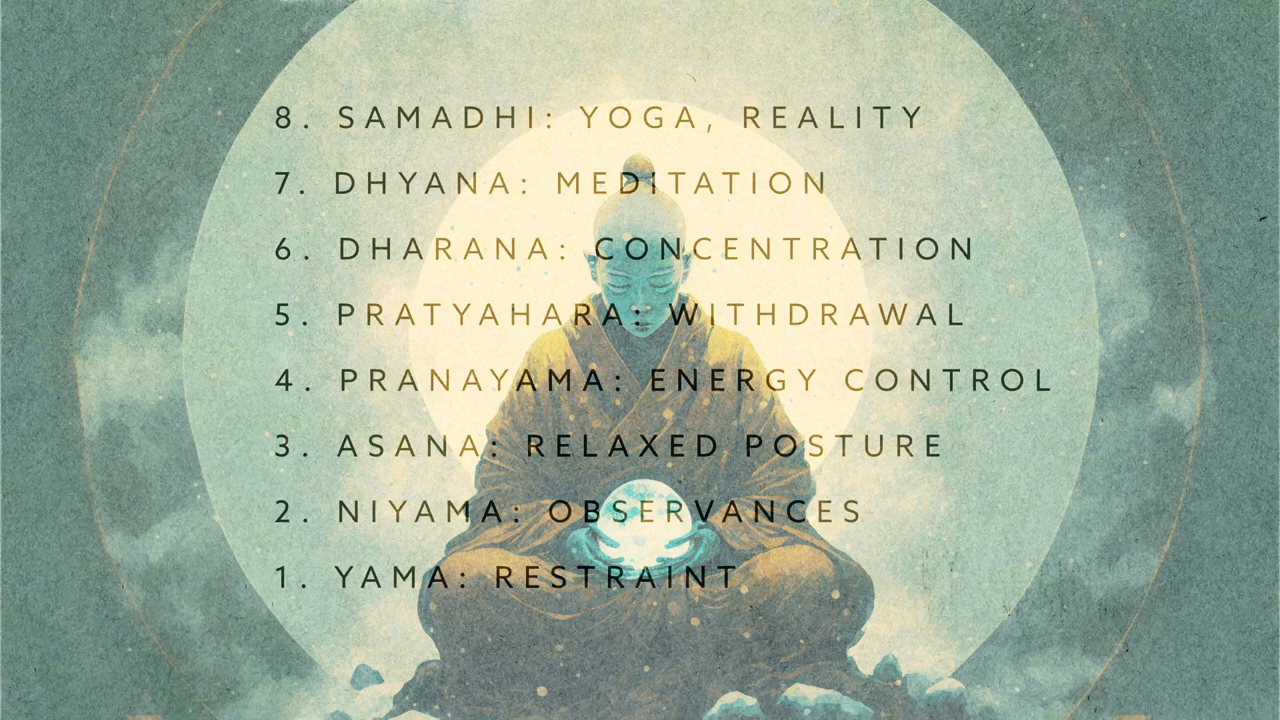 8. SAMADHI: YOGA, REALITY
7. DHYANA: MEDITATION
6. DHARANA: CONCENTRATION
5. PRATYAHARA: WITHDRAWAL
4. PRANAYAMA: ENERGY CONTROL
3. ASANA: RELAXED POSTURE
2. NIYAMA: OBSERVANCES
1. YAMA: RESTRAINT